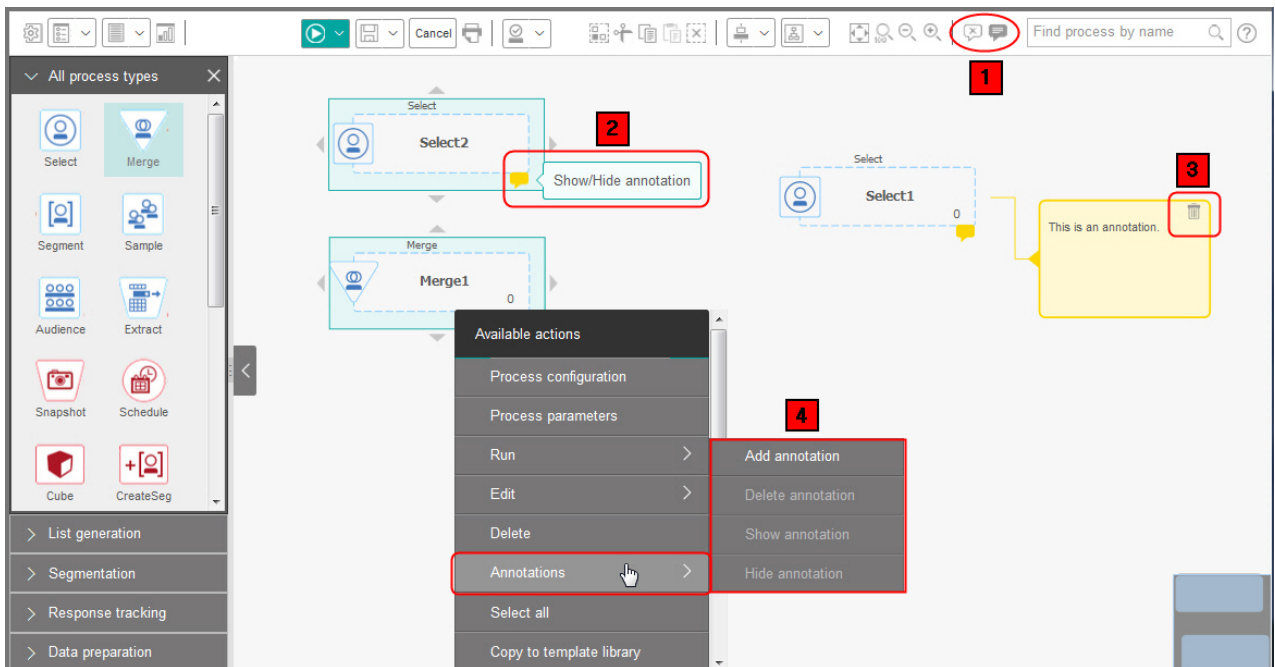 Cancel
100
Find process by name
1
All process types
Select
Merge
Segment
Sample
Audience
Extract
Snapshot
Schedule
Cube
CreateSeg
List generation
Segmentation
Response tracking
Data preparation
Select
Select2
2
Show/Hide annotation
Merge
Merge1
0
Select
Select1
0
3
This is an annotation.
Available actions
Process configuration
Process parameters
Run
Edit
Delete
Annotations
Select all
Copy to template library
4
Add annotation
Delete annotation
Show annotation
Hide annotation